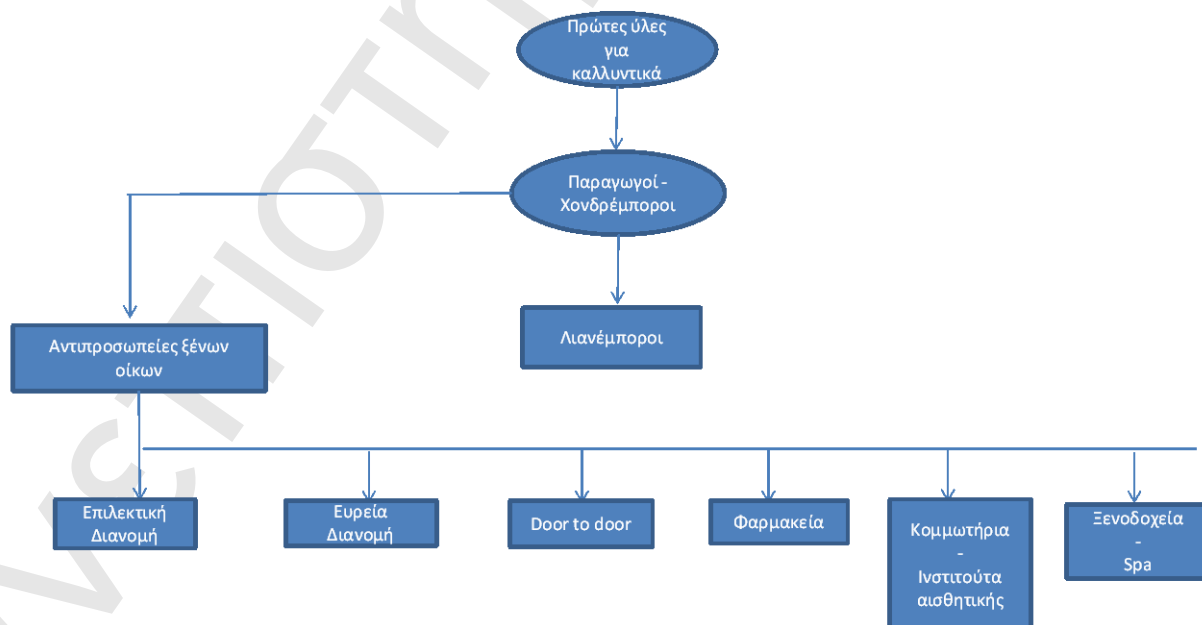 Πρώτες ύλες
για
καλλυντικά
Παραγωγοί -
Χονδρέμποροι
Αντιπροσωπείες ξένων
οίκων
Λιανέμποροι
Επιλεκτική
Διανομή
Ευρεία
Διανομή
Door to door
Φαρμακεία
Κομμωτήρια
-
Ινστιτούτα
αισθητικής
Ξενοδοχεία
-
Spa